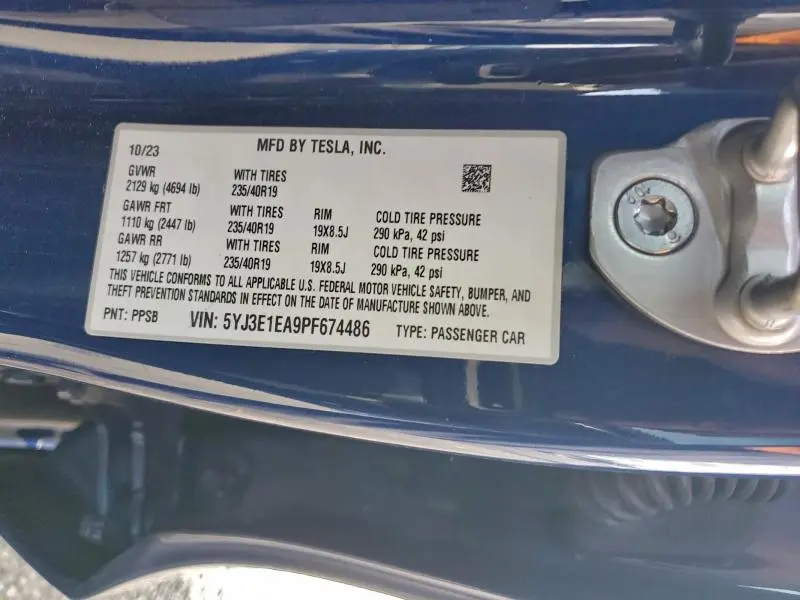 10/23 MFD BY TESLA, INC.
GVWR WITH TIRES
2129 kg (4694 lb) 235/40R19
GAWR FRT WITH TIRES RIM COLD TIRE PRESSURE
1110 kg (2447 lb) 235/40R19 19X8.5J 290 kPa, 42 psi
GAWR RR WITH TIRES RIM COLD TIRE PRESSURE
1257 kg (2771 lb) 235/40R19 19X8.5J 290 kPa, 42 psi
THIS VEHICLE CONFORMS TO ALL APPLICABLE U.S. FEDERAL MOTOR VEHICLE SAFETY, BUMPER, AND
THEFT PREVENTION STANDARDS IN EFFECT ON THE DATE OF MANUFACTURE SHOWN ABOVE.
PNT: PPSB VIN: 5YJ3E1EA9PF674486 TYPE: PASSENGER CAR